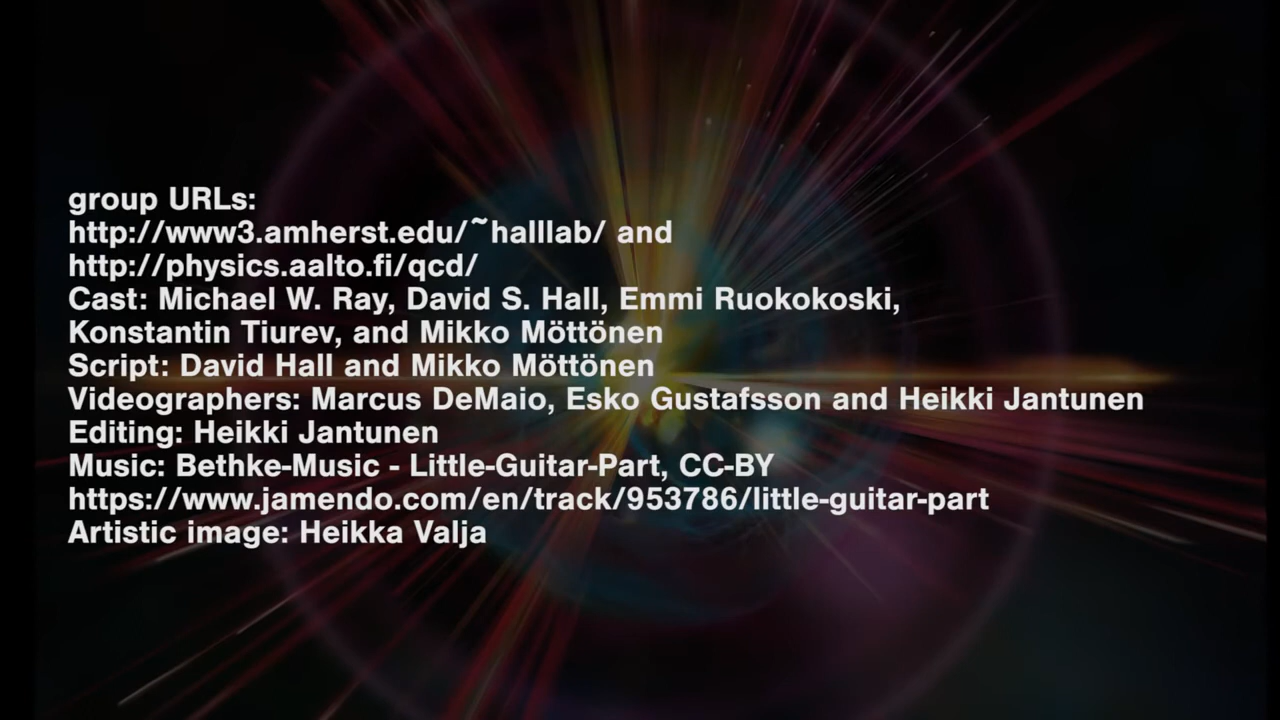 group URLs:
http://www3.amherst.edu/~halllab/ and
http://physics.aalto.fi/qcd/
Cast: Michael W. Ray, David S. Hall, Emmi Ruokokoski,
Konstantin Tiurev, and Mikko Möttönen
Script: David Hall and Mikko Möttönen
Videographers: Marcus DeMaio, Esko Gustafsson and Heikki Jantunen
Editing: Heikki Jantunen
Music: Bethke-Music - Little-Guitar-Part, CC-BY
https://www.jamendo.com/en/track/953786/little-guitar-part
Artistic image: Heikka Valja